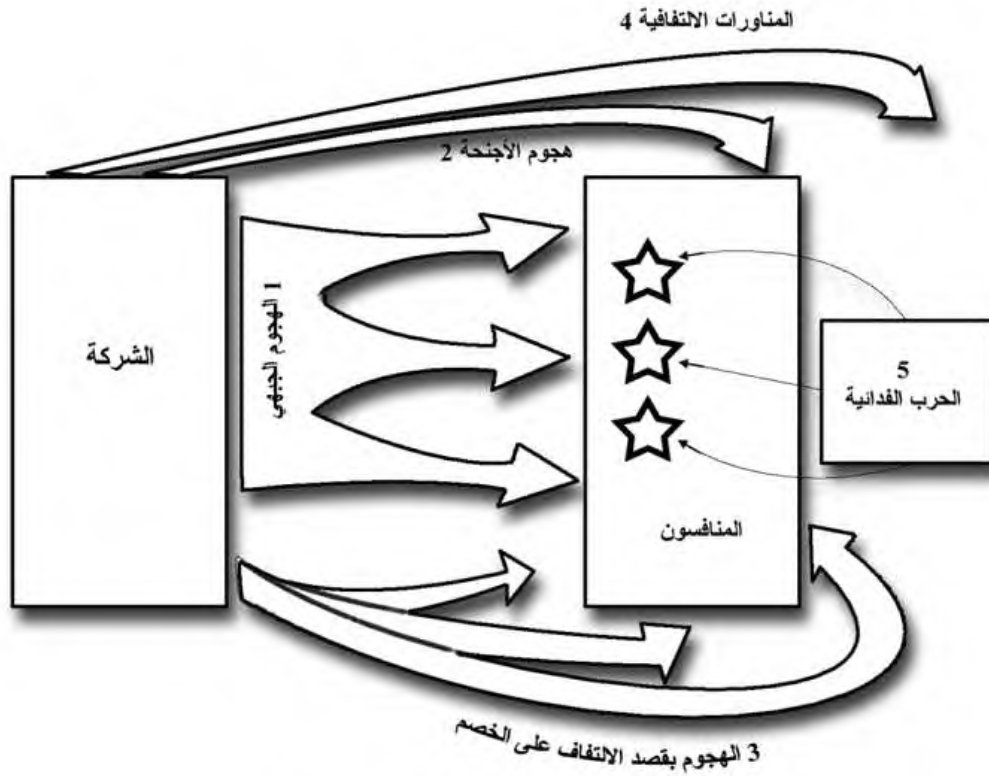 المناورات الالتفافية 4
هجوم الأجنحة 2
الشركة
1 الهجوم الجبهي
5
الحرب الفدائية
المنافسون
3 الهجوم بقصد الالتفاف على الخصم